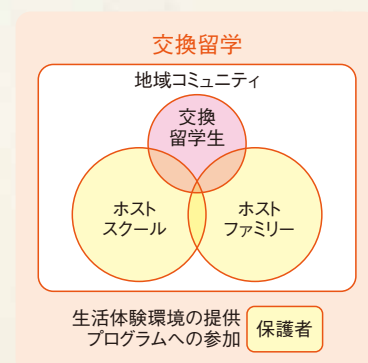 交換留学
地域コミュニティ
交換
留学生
ホスト
スクール
ホスト
ファミリー
生活体験環境の提供
プログラムへの参加
保護者